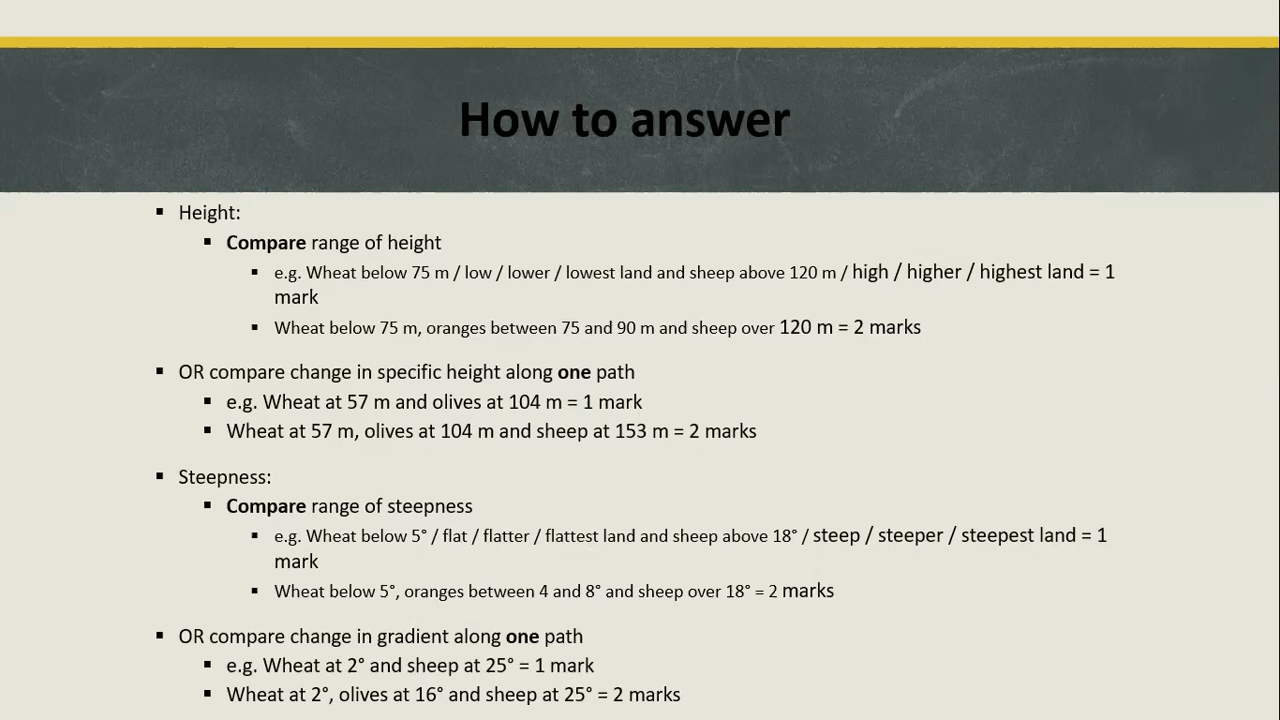 How to answer
▪ Height:
▪ Compare range of height
▪ e.g. Wheat below 75 m / low / lower / lowest land and sheep above 120 m / high / higher / highest land = 1
mark
▪ Wheat below 75 m, oranges between 75 and 90 m and sheep over 120 m = 2 marks
▪ OR compare change in specific height along one path
▪ e.g. Wheat at 57 m and olives at 104 m = 1 mark
▪ Wheat at 57 m, olives at 104 m and sheep at 153 m = 2 marks
▪ Steepness:
▪ Compare range of steepness
▪ e.g. Wheat below 5° / flat / flatter / flattest land and sheep above 18° / steep / steeper / steepest land = 1
mark
▪ Wheat below 5°, oranges between 4 and 8° and sheep over 18° = 2 marks
▪ OR compare change in gradient along one path
▪ e.g. Wheat at 2° and sheep at 25° = 1 mark
▪ Wheat at 2°, olives at 16° and sheep at 25° = 2 marks